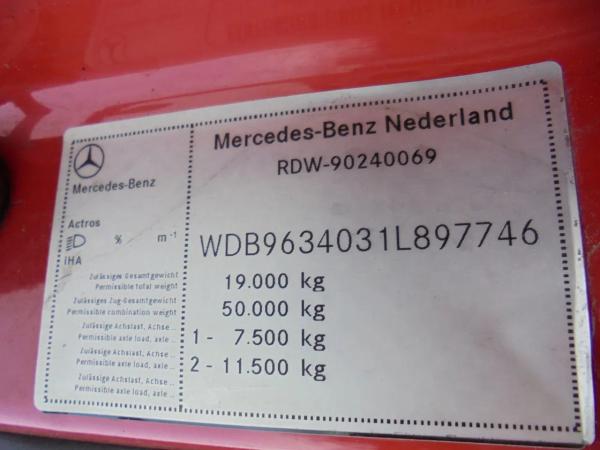 Mercedes-Benz Nederland
RDW-90240069
Mercedes-Benz
Actros
% m-1
IHA
WDB9634031L897746
Zulässiges Gesamtgewicht
Permissible total weight
19.000 kg
Zulässiges Zug-Gesamtgewicht
Permissible combination weight
50.000 kg
Zulässige Achslast, Achse ..
Permissible axle load, axle ..
1 - 7.500 kg
Zulässige Achslast, Achse ..
Permissible axle load, axle ..
2 - 11.500 kg
Zulässige Achslast, Achse ..
Permissible axle load, axle ..